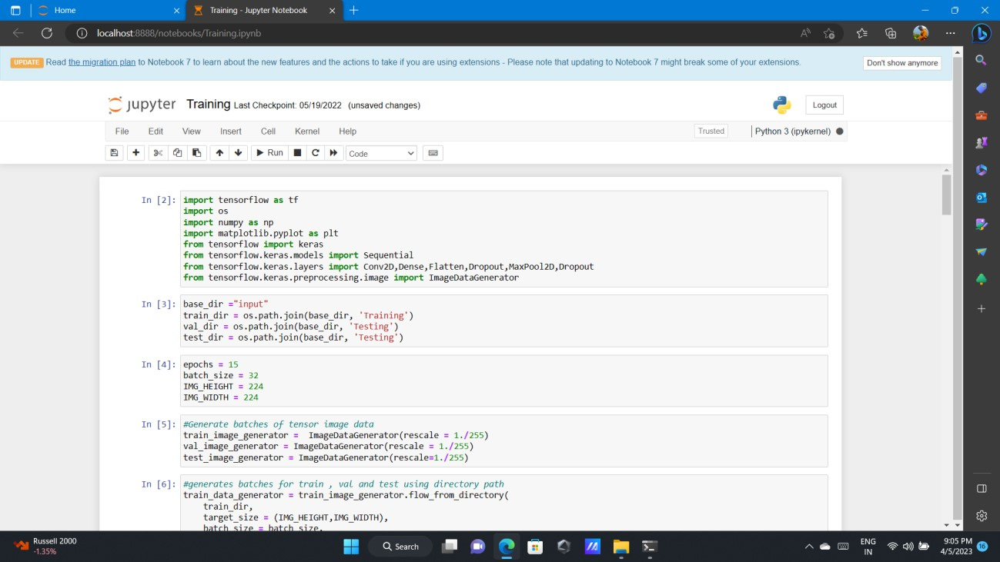 Home
Training - Jupyter Notebook
localhost:8888/notebooks/Training.ipynb
UPDATE Read the migration plan to Notebook 7 to learn about the new features and the actions to take if you are using extensions - Please note that updating to Notebook 7 might break some of your extensions.
Don't show anymore
jupyter Training Last Checkpoint: 05/19/2022 (unsaved changes)
Logout
File Edit View Insert Cell Kernel Help
Trusted
Python 3 (ipykernel)
Run
Code
In [2]: import tensorflow as tf
import os
import numpy as np
import matplotlib.pyplot as plt
from tensorflow import keras
from tensorflow.keras.models import Sequential
from tensorflow.keras.layers import Conv2D,Dense,Flatten,Dropout,MaxPool2D,Dropout
from tensorflow.keras.preprocessing.image import ImageDataGenerator
In [3]: base_dir ="input"
train_dir = os.path.join(base_dir, 'Training')
val_dir = os.path.join(base_dir, 'Testing')
test_dir = os.path.join(base_dir, 'Testing')
In [4]: epochs = 15
batch_size = 32
IMG_HEIGHT = 224
IMG_WIDTH = 224
In [5]: #Generate batches of tensor image data
train_image_generator =  ImageDataGenerator(rescale = 1./255)
val_image_generator = ImageDataGenerator(rescale = 1./255)
test_image_generator = ImageDataGenerator(rescale=1./255)
In [6]: #generates batches for train , val and test using directory path
train_data_generator = train_image_generator.flow_from_directory(
train_dir,
target_size = (IMG_HEIGHT,IMG_WIDTH),
batch_size = batch_size,
Russell 2000
-1.35%
Search
ENG
IN
9:05 PM
4/5/2023
16